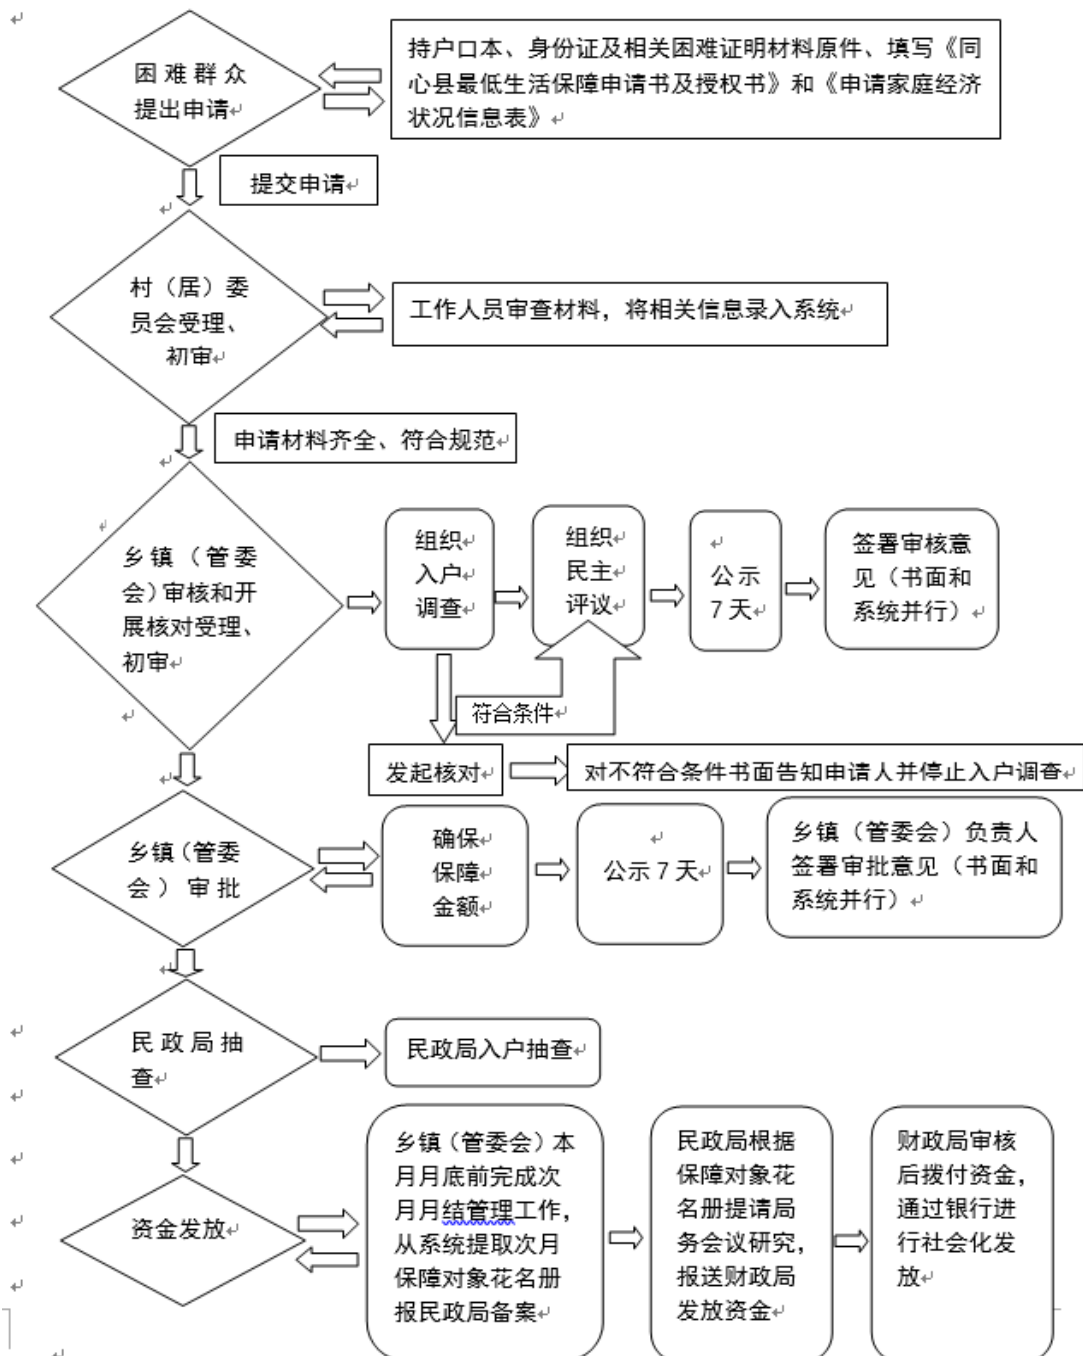 困难群众
提出申请
持户口本、身份证及相关困难证明材料原件、填写《同
心县最低生活保障申请书及授权书》和《申请家庭经济
状况信息表》
提交申请
村（居）委
员会受理、
初审
工作人员审查材料，将相关信息录入系统
申请材料齐全、符合规范
乡镇（管委
会）审核和开
展核对受理、
初审
组织
入户
调查
组织
民主
评议
公示
7天
签署审核意
见（书面和
系统并行）
符合条件
发起核对
对不符合条件书面告知申请人并停止入户调查
乡镇（管委
会）审批
确保
保障
金额
公示7天
乡镇（管委会）负责人
签署审批意见（书面和
系统并行）
民政局抽
查
民政局入户抽查
资金发放
乡镇（管委会）本
月月底前完成次
月月结管理工作，
从系统提取次月
保障对象花名册
报民政局备案
民政局根据
保障对象花
名册提请局
务会议研究，
报送财政局
发放资金
财政局审核
后拨付资金，
通过银行进
行社会化发
放